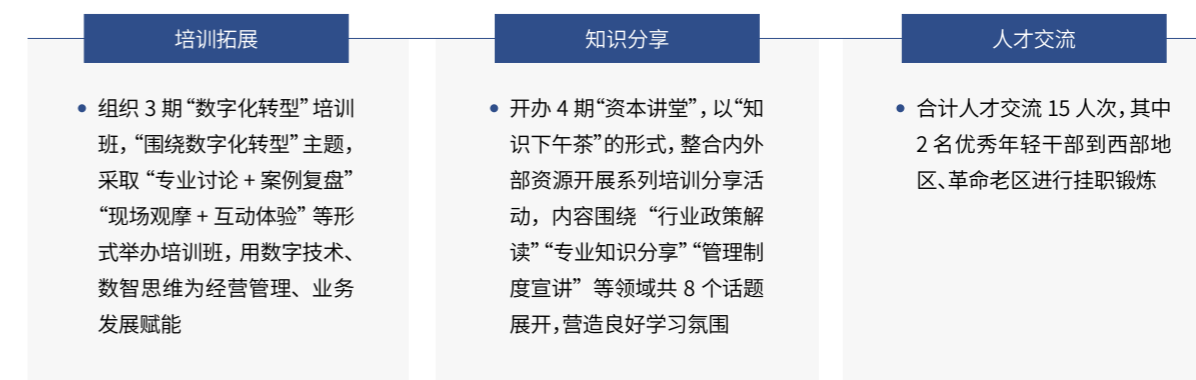 培训拓展
组织 3 期“数字化转型”培训
班，“围绕数字化转型”主题，
采取“专业讨论 + 案例复盘”
“现场观摩 + 互动体验”等形
式举办培训班，用数字技术、
数智思维为经营管理、业务
发展赋能
知识分享
开办 4 期“资本讲堂”，以“知
识下午茶”的形式，整合内外
部资源开展系列培训分享活
动，内容围绕“行业政策解
读”“专业知识分享”“管理制
度宣讲”等领域共 8 个话题
展开，营造良好学习氛围
人才交流
合计人才交流 15 人次，其中
2 名优秀年轻干部到西部地
区、革命老区进行挂职锻炼